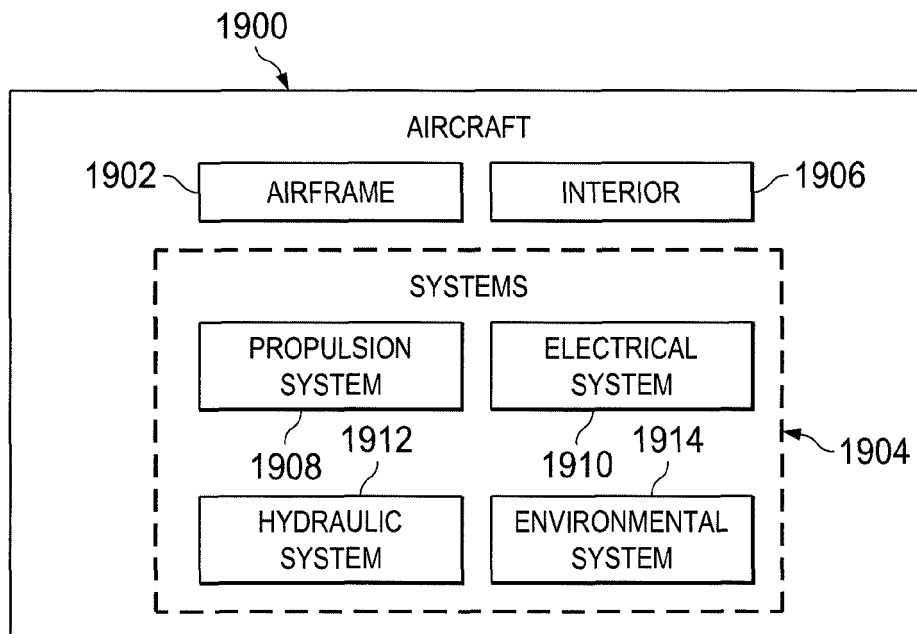 1900
AIRCRAFT
1902
AIRFRAME
INTERIOR
1906
SYSTEMS
PROPULSION
SYSTEM
ELECTRICAL
SYSTEM
1908
1912
1910
1914
1904
HYDRAULIC
SYSTEM
ENVIRONMENTAL
SYSTEM